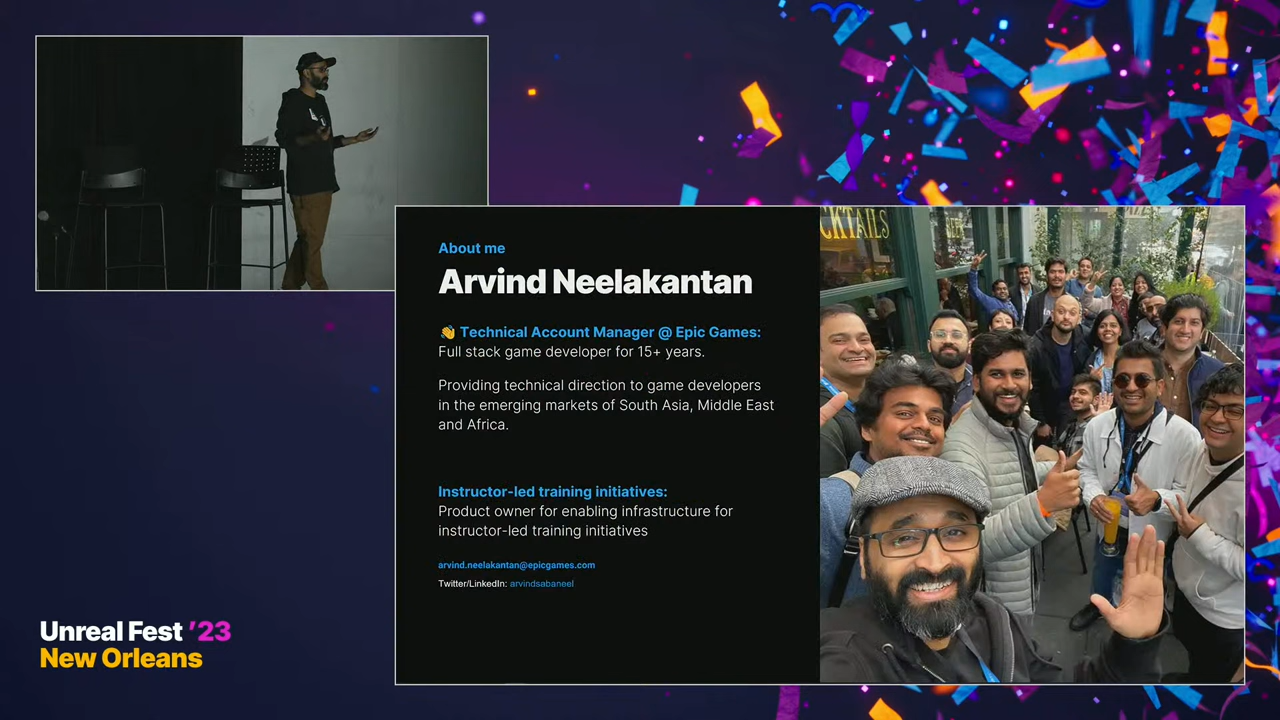 About me
Arvind Neelakantan
👋 Technical Account Manager @ Epic Games:
Full stack game developer for 15+ years.
Providing technical direction to game developers
in the emerging markets of South Asia, Middle East
and Africa.
Instructor-led training initiatives:
Product owner for enabling infrastructure for
instructor-led training initiatives
arvind.neelakantan@epicgames.com
Twitter/LinkedIn: arvindsabaneel
CKTAILS
Unreal Fest ’23
New Orleans